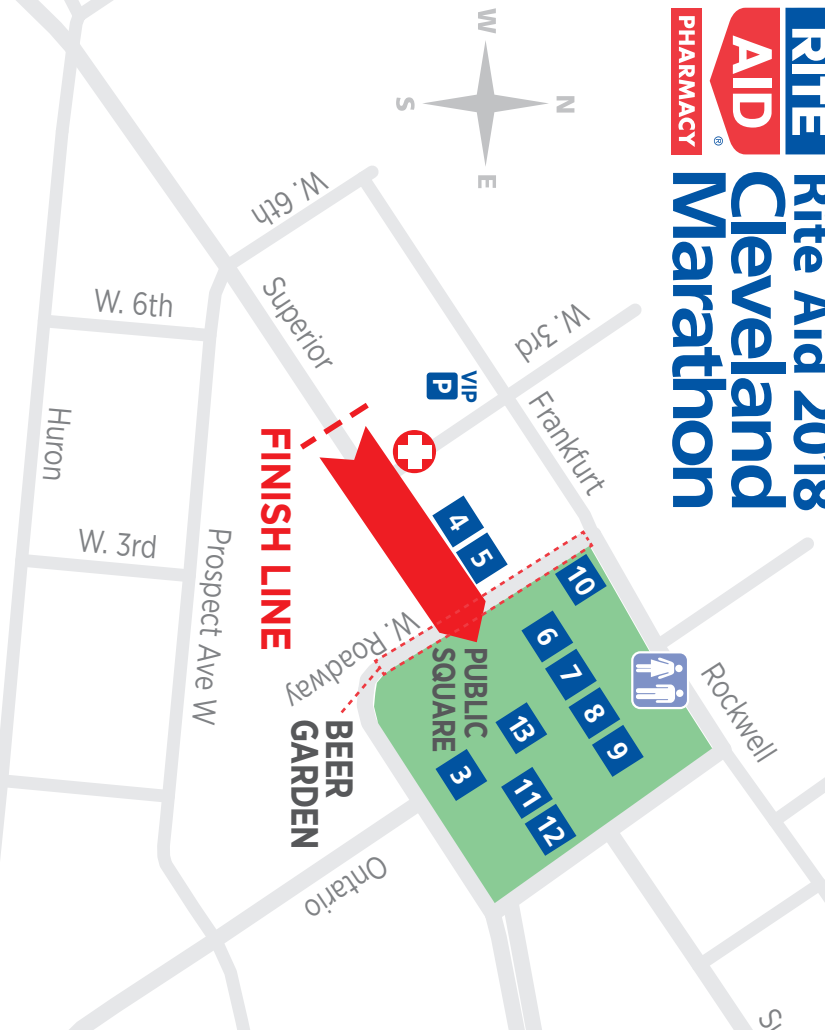 RITE
AID
PHARMACY
®
Rite Aid 2018
Cleveland
Marathon
N
W
E
S
W. 6th
Superior
W. 3rd
Frankfurt
VIP
P
FINISH LINE
4
5
10
6
7
8
9
13
3
11
12
PUBLIC
SQUARE
W. Roadway
BEER
GARDEN
Rockwell
Ontario
W. 6th
Huron
W. 3rd
Prospect Ave W